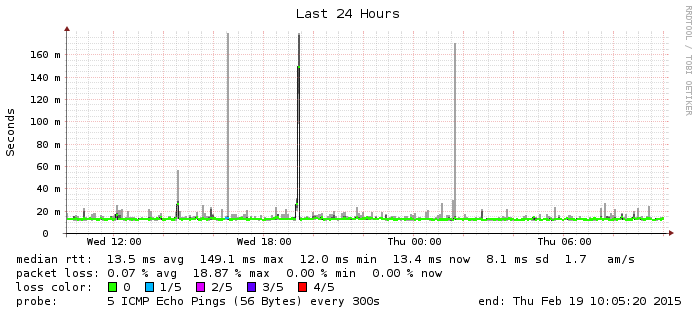 Last 24 Hours
RRDTOOL / TOBI OETIKER
Seconds
160 m
140 m
120 m
100 m
80 m
60 m
40 m
20 m
0
Wed 12:00 Wed 18:00 Thu 00:00 Thu 06:00
median rtt: 13.5 ms avg 149.1 ms max 12.0 ms min 13.4 ms now 8.1 ms sd 1.7 am/s
packet loss: 0.07 % avg 18.87 % max 0.00 % min 0.00 % now
loss color: 0 1/5 2/5 3/5 4/5
probe: 5 ICMP Echo Pings (56 Bytes) every 300s end: Thu Feb 19 10:05:20 2015